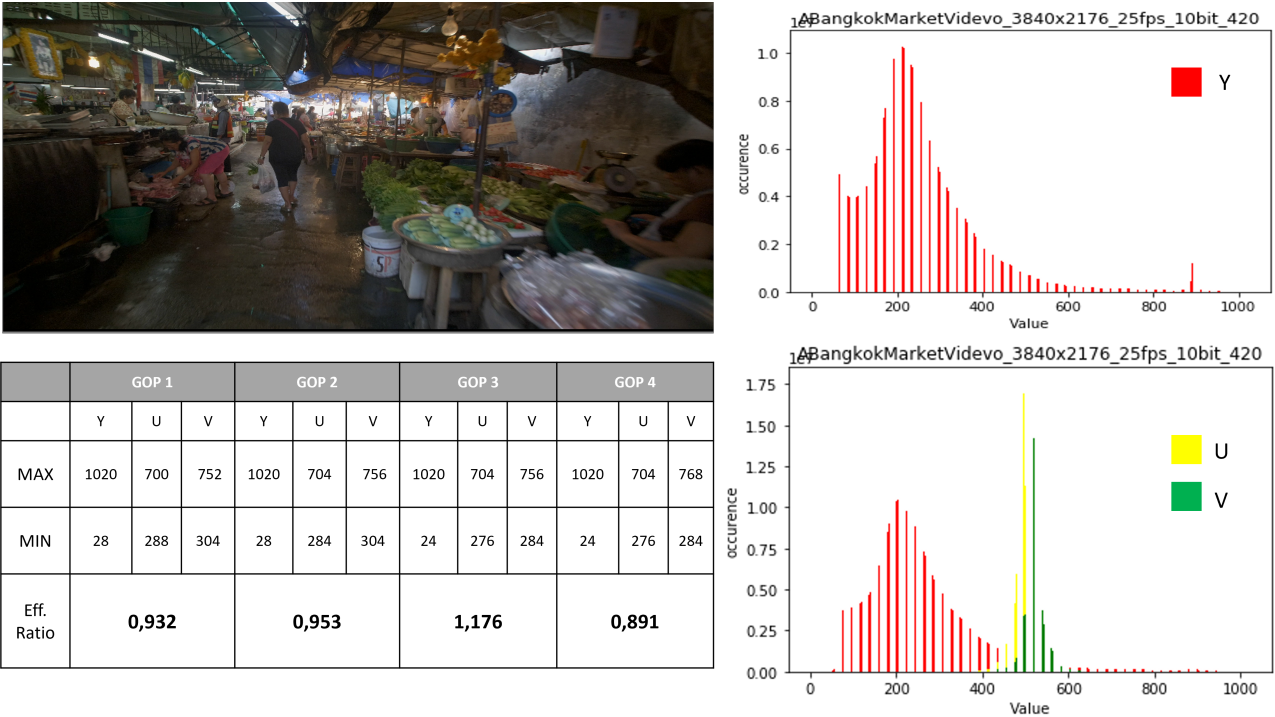 1e7
ABangkokMarketVidevo_3840x2176_25fps_10bit_420
Y
1.0
0.8
0.6
0.4
0.2
0.0
occurence
0 200 400 600 800 1000
Value
SP
GOP 1 GOP 2 GOP 3 GOP 4
Y U V Y U V Y U V Y U V
MAX 1020 700 752 1020 704 756 1020 704 756 1020 704 768
MIN 28 288 304 28 284 304 24 276 284 24 276 284
Eff.
Ratio
0,932 0,953 1,176 0,891
1e7
ABangkokMarketVidevo_3840x2176_25fps_10bit_420
U
V
1.75
1.50
1.25
1.00
0.75
0.50
0.25
0.00
occurence
0 200 400 600 800 1000
Value